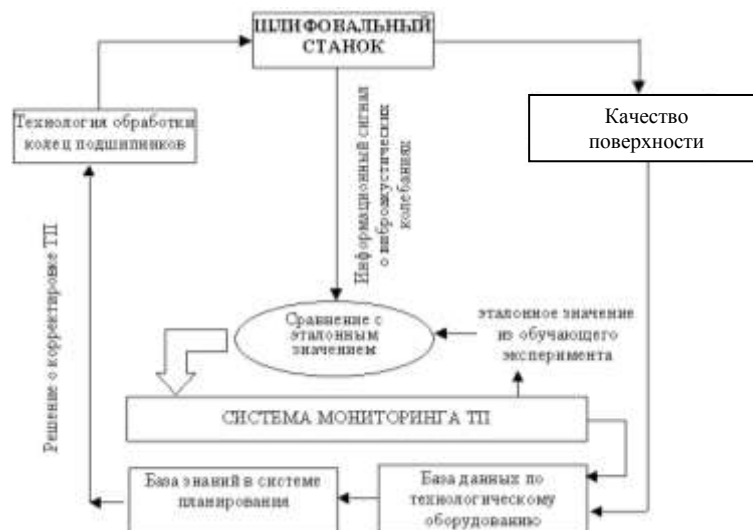 ШЛИФОВАЛЬНЫЙ
СТАНОК
Технология обработки
колец подшипников
Качество
поверхности
Информационный сигнал
о виброакустических
колебаниях
Решение о корректировке ТП
Сравнение с
эталонным
значением
эталонное значение
из обучающего
эксперимента
СИСТЕМА МОНИТОРИНГА ТП
База знаний в системе
планирования
База данных по
технологическому
оборудованию